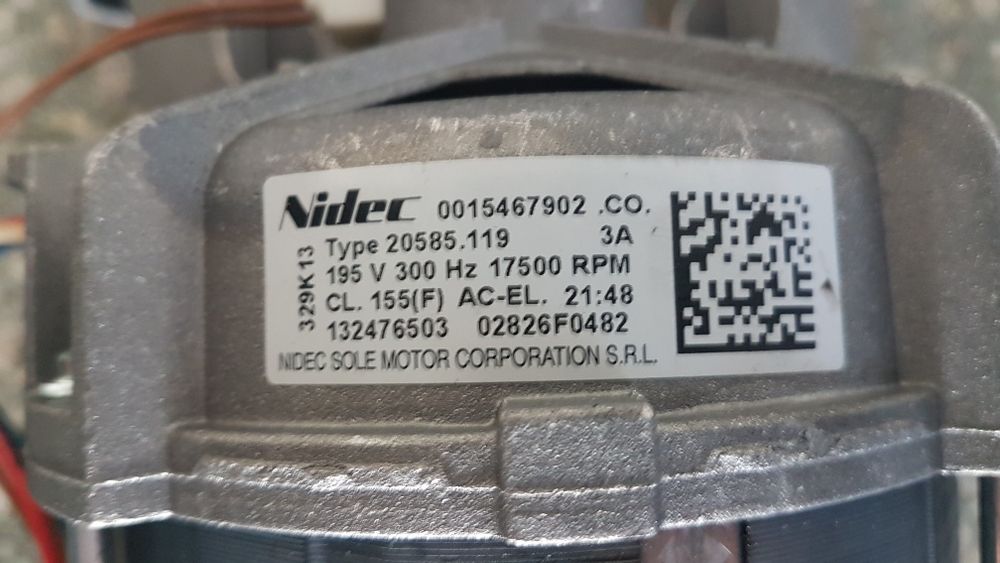 Nidec 0015467902 .CO.
Type 20585.119 3A
195 V 300 Hz 17500 RPM
CL. 155(F) AC-EL. 21:48
132476503 02826F0482
329K13
NIDEC SOLE MOTOR CORPORATION S.R.L.